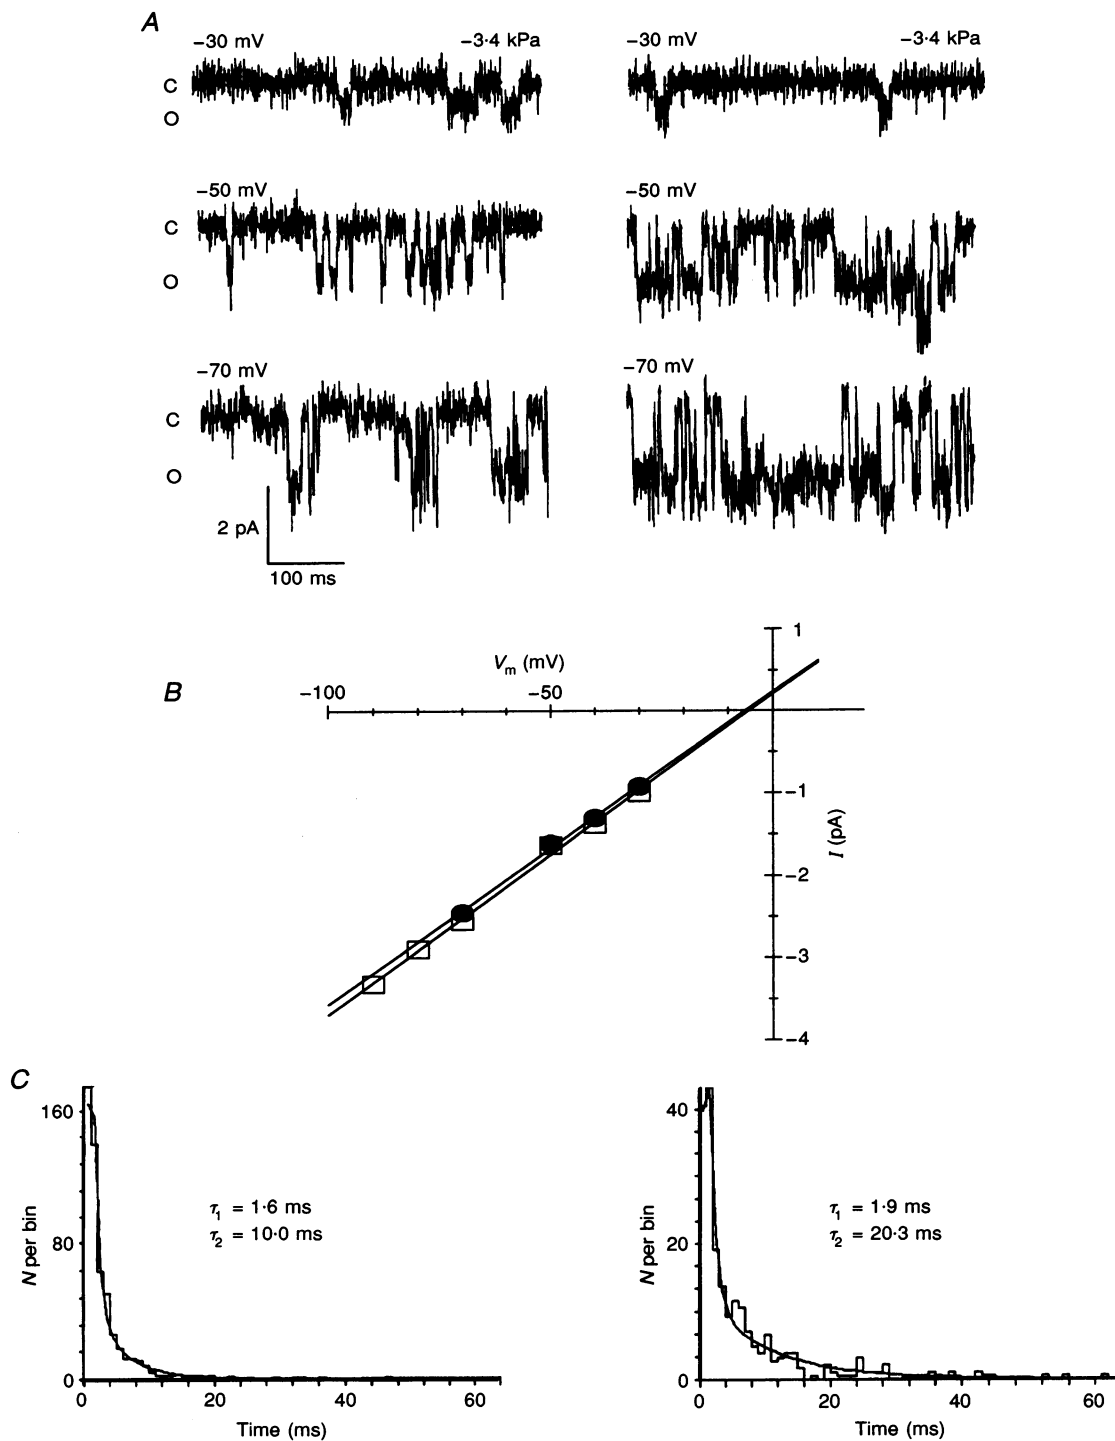 A
−30 mV
−3·4 kPa
−30 mV
−3·4 kPa
C
O
−50 mV
−50 mV
C
O
−70 mV
−70 mV
C
O
2 pA
100 ms
B
Vm (mV)
−100
−50
1
−1
−2
−3
−4
I (pA)
C
N per bin
160
80
0
τ1 = 1·6 ms
τ2 = 10·0 ms
0
20
40
60
Time (ms)
N per bin
40
20
0
τ1 = 1·9 ms
τ2 = 20·3 ms
0
20
40
60
Time (ms)